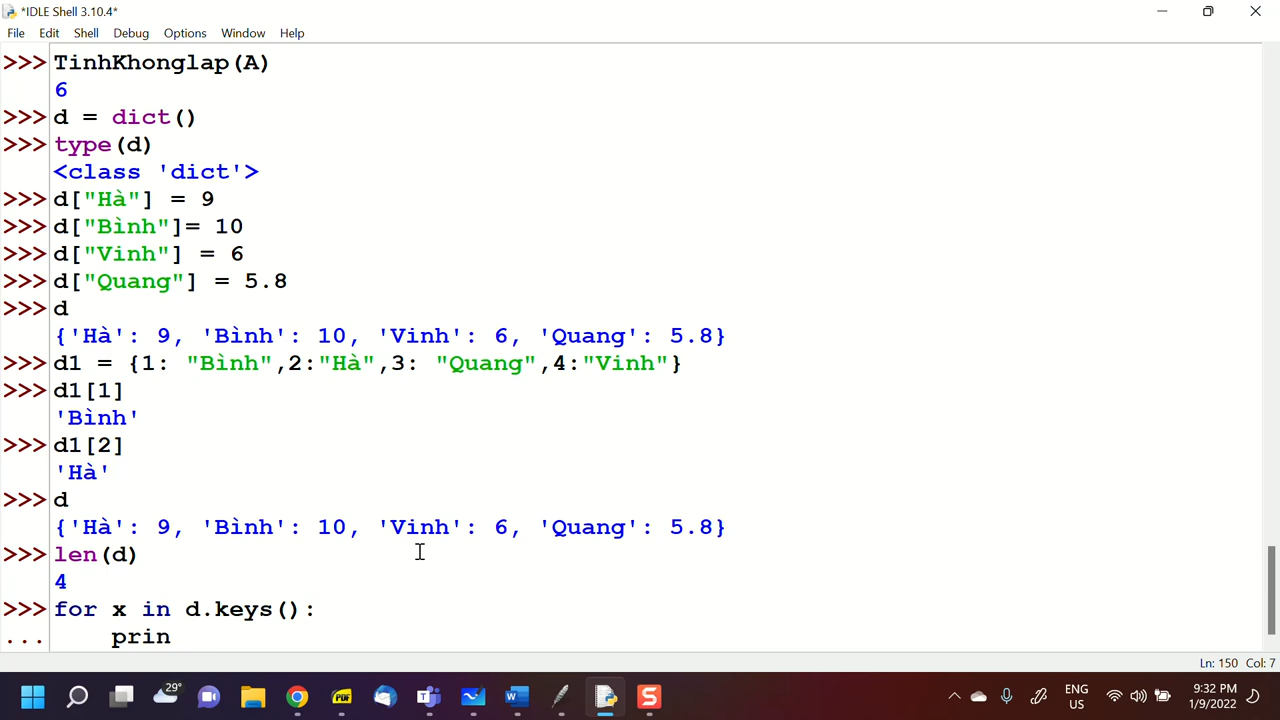 *IDLE Shell 3.10.4*
File Edit Shell Debug Options Window Help
>>> TinhKhonglap(A)
6
>>> d = dict()
>>> type(d)
<class 'dict'>
>>> d["Hà"] = 9
>>> d["Bình"]= 10
>>> d["Vinh"] = 6
>>> d["Quang"] = 5.8
>>> d
{'Hà': 9, 'Bình': 10, 'Vinh': 6, 'Quang': 5.8}
>>> d1 = {1: "Bình",2:"Hà",3: "Quang",4:"Vinh"}
>>> d1[1]
'Bình'
>>> d1[2]
'Hà'
>>> d
{'Hà': 9, 'Bình': 10, 'Vinh': 6, 'Quang': 5.8}
>>> len(d)
4
>>> for x in d.keys():
... prin
Ln: 150 Col: 7
29°
PDF
ENG
US
9:32 PM
1/9/2022